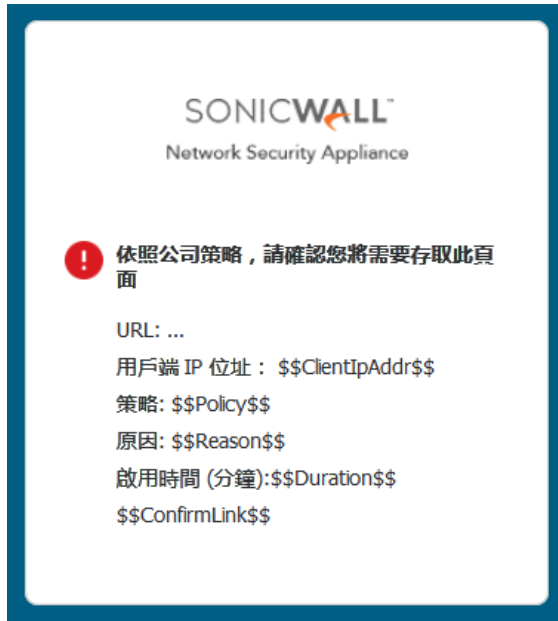 SONICWALL™
Network Security Appliance
依照公司策略，請確認您將需要存取此頁
面
URL: ...
用戶端 IP 位址： $$ClientIpAddr$$
策略: $$Policy$$
原因: $$Reason$$
啟用時間 (分鐘):$$Duration$$
$$ConfirmLink$$